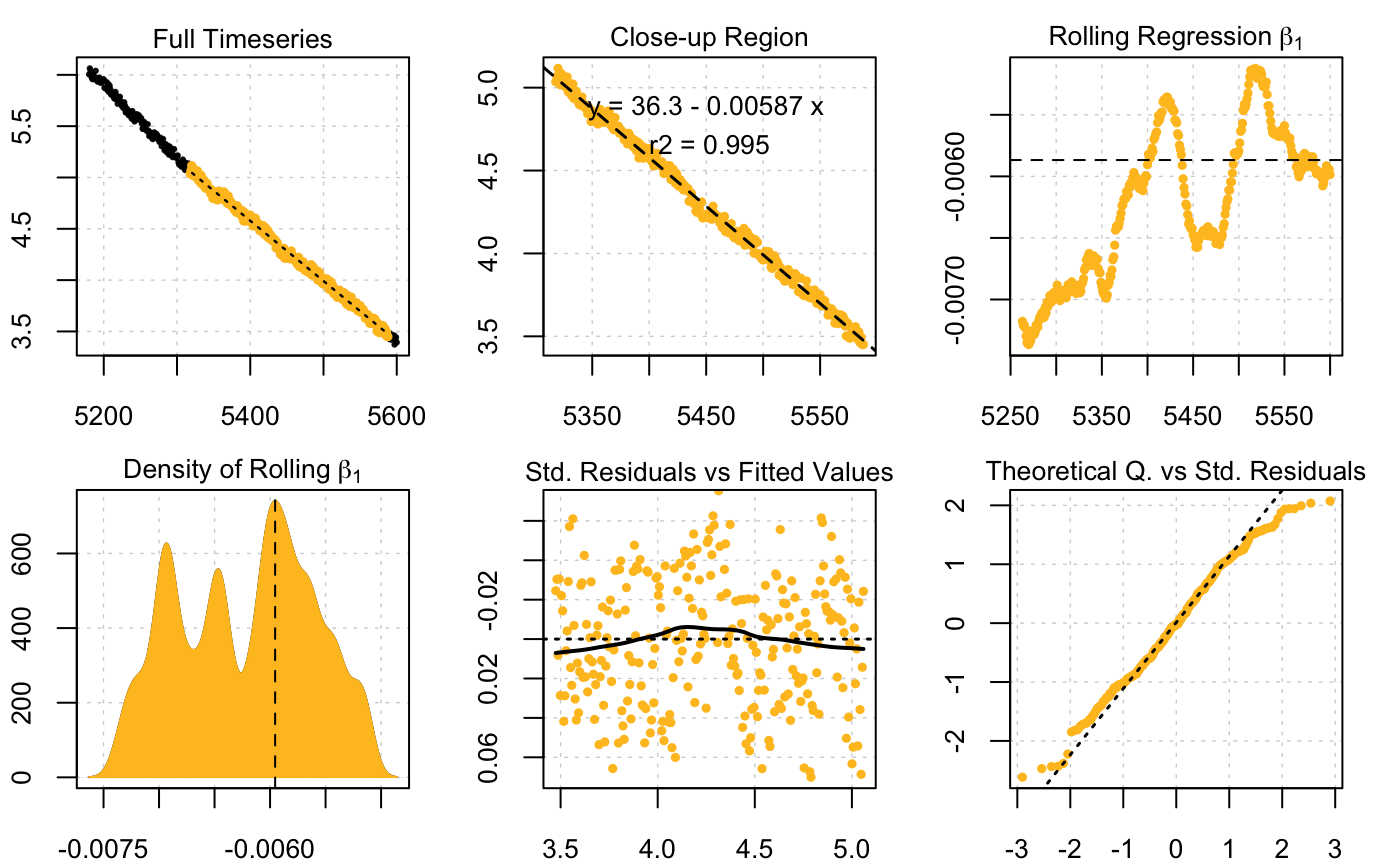 Full Timeseries
3.5 4.5 5.5
5200 5400 5600
Close-up Region
y = 36.3 - 0.00587 x
r2 = 0.995
3.5 4.0 4.5 5.0
5350 5450 5550
Rolling Regression β1
-0.0070 -0.0060
5250 5350 5450 5550
Density of Rolling β1
0 200 400 600
-0.0075 -0.0060
Std. Residuals vs Fitted Values
0.06 0.02 -0.02
3.5 4.0 4.5 5.0
Theoretical Q. vs Std. Residuals
-2 -1 0 1 2
-3 -2 -1 0 1 2 3